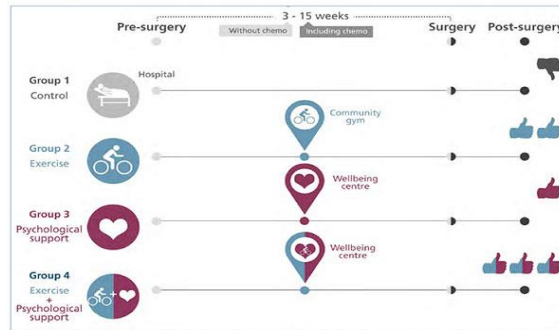 3 - 15 weeks
Pre-surgery
Without chemo
Including chemo
Surgery
Post-surgery
Hospital
Group 1
Control
Community
gym
Group 2
Exercise
Wellbeing
centre
Group 3
Psychological
support
Wellbeing
centre
Group 4
Exercise
+
Psychological
support